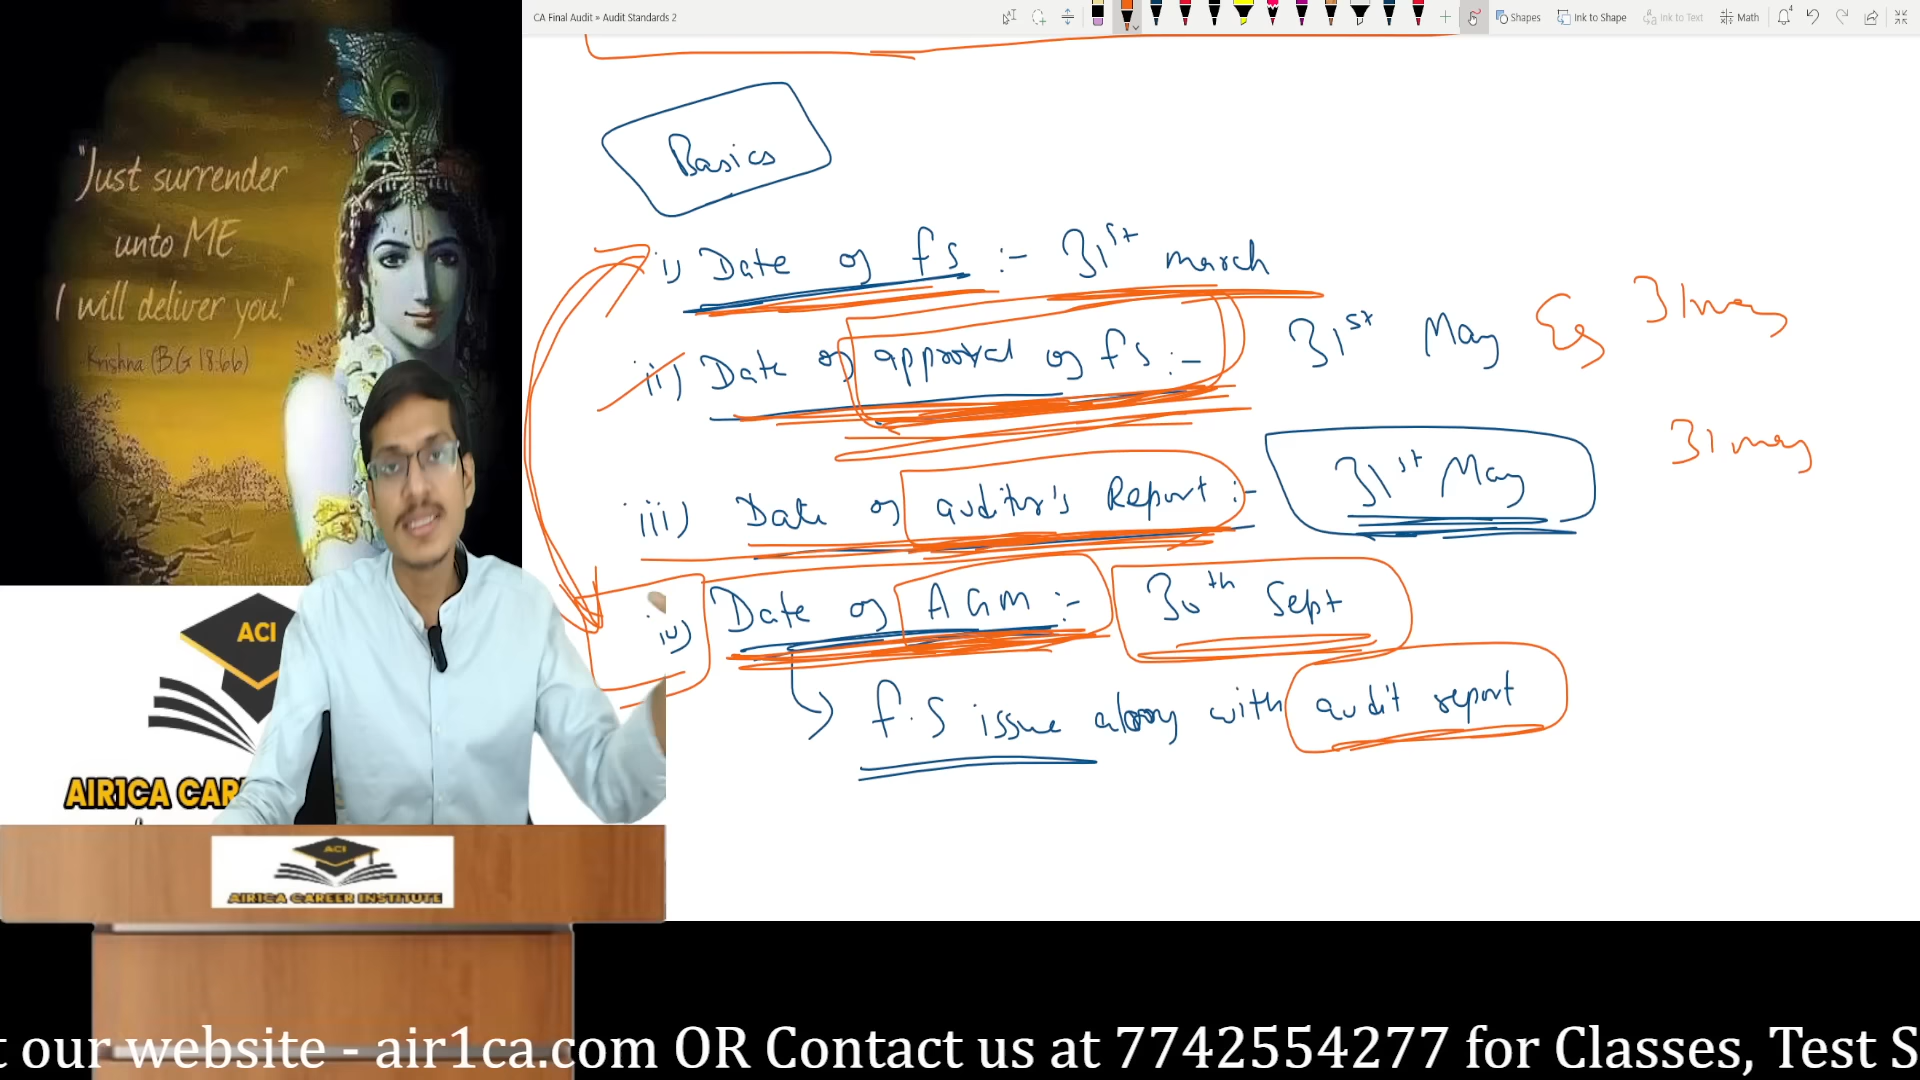 CA Final Audit » Audit Standards 2
Shapes
Ink to Shape
Ink to Text
Math
"Just surrender
unto ME
I will deliver you!"
- Krishna (B.G 18.66)
Basics
i) Date of fs :- 31st march
ii) Date of approval of fs :- 31st May Eg 31 may
31 may
iii) Date of auditor's Report :- 31st May
iv) Date of AGM :- 30th Sept
F.S issue along with audit report
ACI
AIR1CA CAR
ACI
AIR1CA CAREER INSTITUTE
t our website - air1ca.com OR Contact us at 7742554277 for Classes, Test S